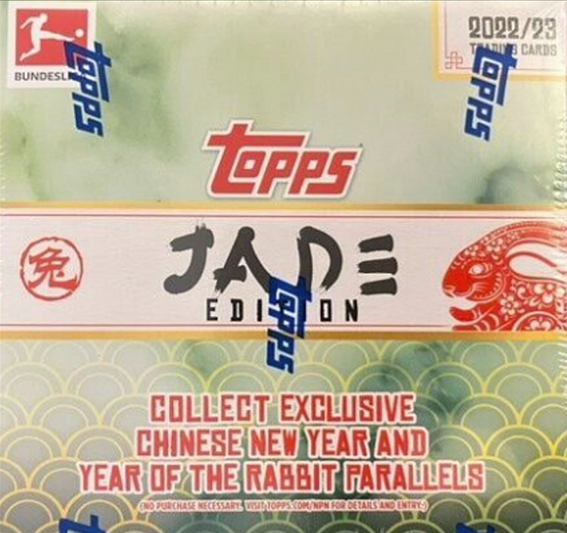 2022/23
TRADING CARDS
BUNDESLI
topps
topps
TOPPS
兔
JADE
EDITION
topps
COLLECT EXCLUSIVE
CHINESE NEW YEAR AND
YEAR OF THE RABBIT PARALLELS
(NO PURCHASE NECESSARY. VISIT TOPPS.COM/NPN FOR DETAILS AND ENTRY.)